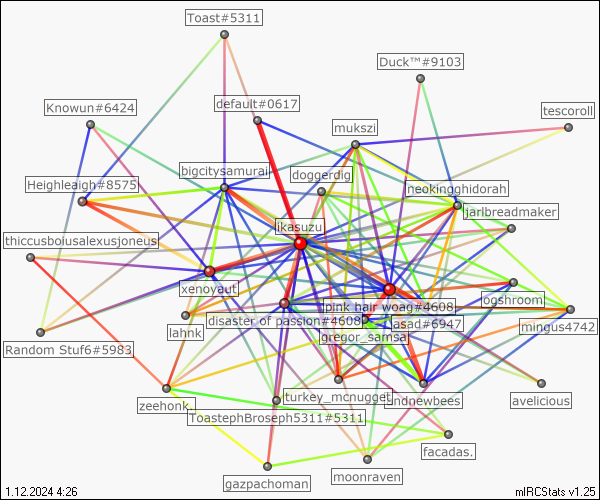 Toast#5311
Duck™#9103
Knowun#6424
default#0617
tescoroll
mukszi
bigcitysamurai
doggerdig
Heighleaigh#8575
neokingghidorah
jarlbreadmaker
ikasuzu
thiccusboiusalexusjoneus
xenoyaut
pink hair woag#4608
ogshroom
disaster of passion#4608
asad#6947
mingus4742
lahnk
gregor_samsa
Random Stuf6#5983
turkey_mcnugget
undnewbees
avelicious
zeehonk.
ToastephBroseph5311#5311
facadas.
moonraven
gazpachoman
1.12.2024 4:26
mIRCStats v1.25